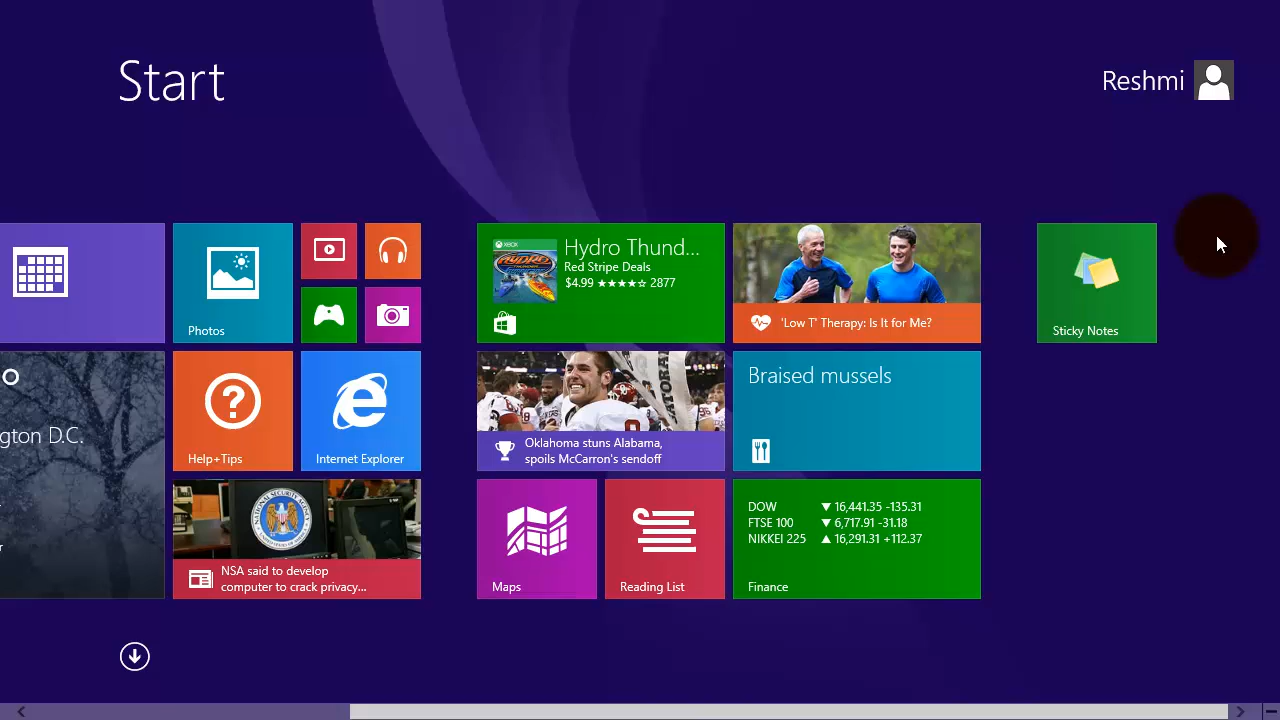 Start
Reshmi
Photos
gton D.C.
Help+Tips
Internet Explorer
NSA said to develop
computer to crack privacy...
XBOX
HYDRO
Hydro Thund...
Red Stripe Deals
$4.99 ★★★★☆ 2877
'Low T' Therapy: Is It for Me?
Oklahoma stuns Alabama,
spoils McCarron's sendoff
Braised mussels
Maps
Reading List
DOW ▼ 16,441.35 -135.31
FTSE 100 ▼ 6,717.91 -31.18
NIKKEI 225 ▲ 16,291.31 +112.37
Finance
Sticky Notes